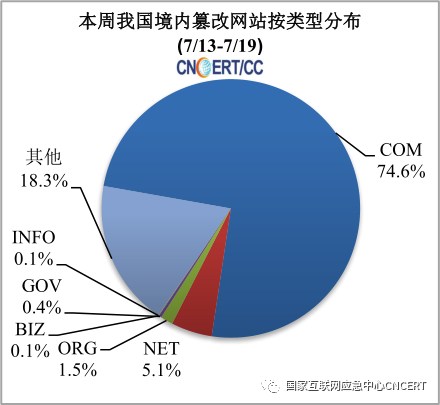 本周我国境内篡改网站按类型分布
(7/13-7/19)
CNCERT/CC
COM
74.6%
其他
18.3%
INFO
0.1%
GOV
0.4%
BIZ
0.1%
ORG
1.5%
NET
5.1%
国家互联网应急中心CNCERT